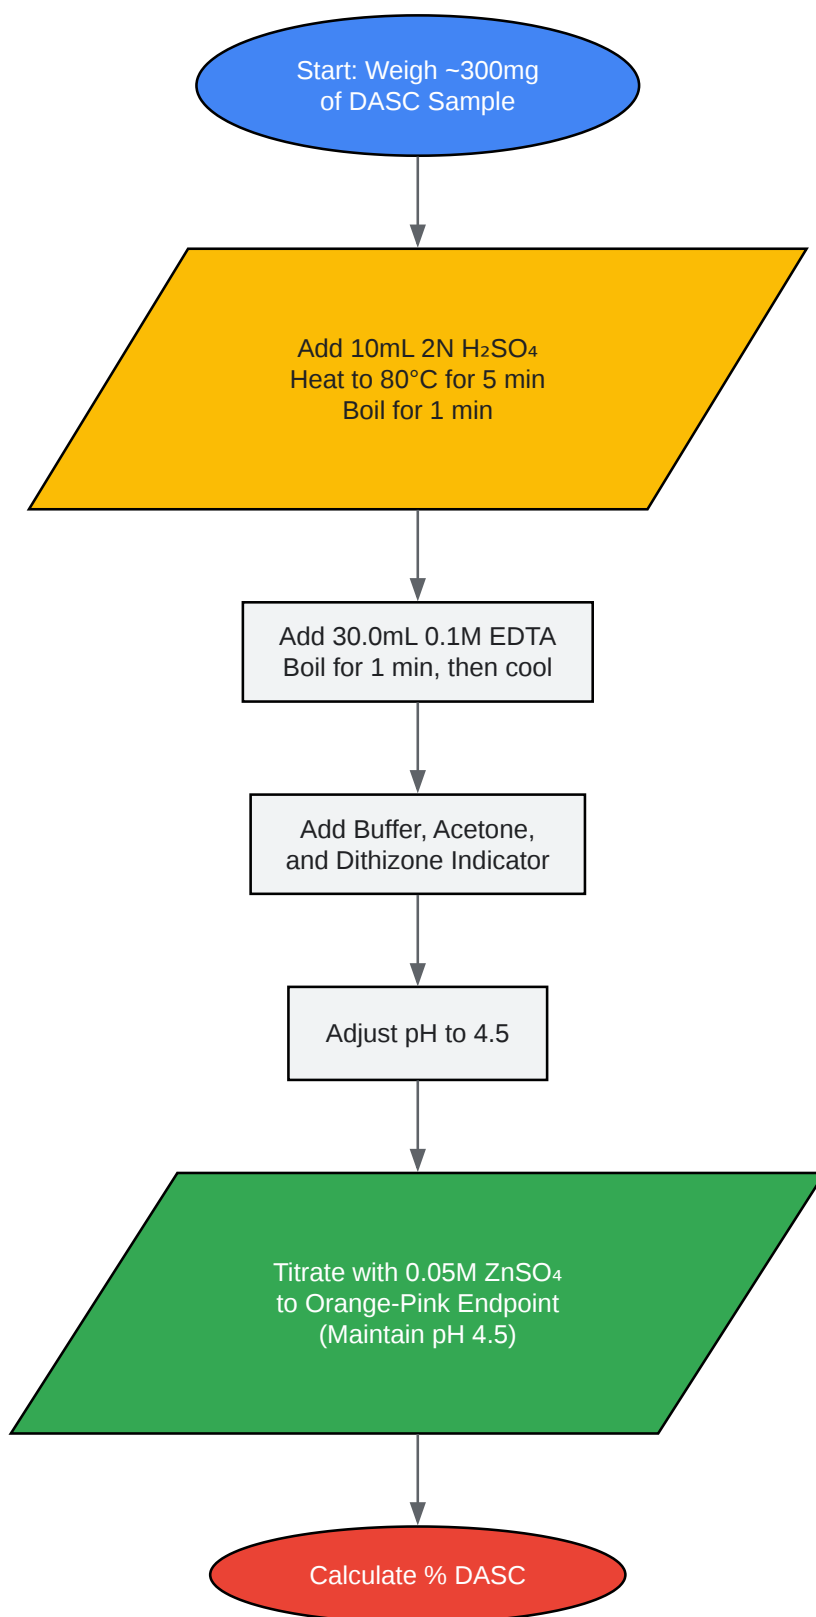 Start: Weigh ~300mg
of DASC Sample
Add 10mL 2N H₂SO₄
Heat to 80°C for 5 min
Boil for 1 min
Add 30.0mL 0.1M EDTA
Boil for 1 min, then cool
Add Buffer, Acetone,
and Dithizone Indicator
Adjust pH to 4.5
Titrate with 0.05M ZnSO₄
to Orange-Pink Endpoint
(Maintain pH 4.5)
Calculate % DASC